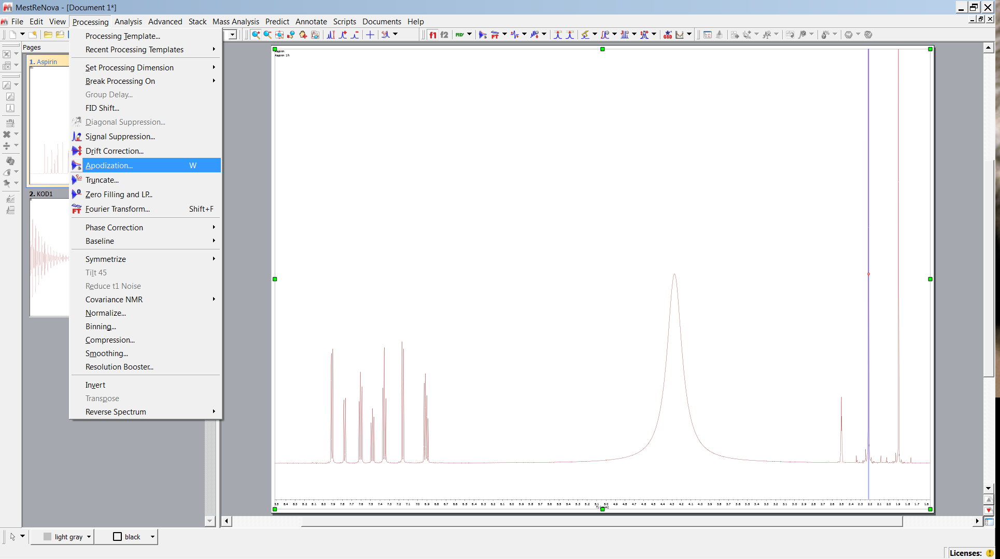 MestReNova - [Document 1*]
File Edit View Processing Analysis Advanced Stack Mass Analysis Predict Annotate Scripts Documents Help
f1 f2 FID FT GSD
Pages
1. Aspirin
2. KOD1
Processing Template...
Recent Processing Templates
Set Processing Dimension
Break Processing On
Group Delay...
FID Shift...
Diagonal Suppression...
Signal Suppression...
Drift Correction...
Apodization... W
Truncate...
Zero Filling and LP...
FT Fourier Transform... Shift+F
Phase Correction
Baseline
Symmetrize
Tilt 45
Reduce t1 Noise
Covariance NMR
Normalize...
Binning...
Compression...
Smoothing...
Resolution Booster...
Invert
Transpose
Reverse Spectrum
Aspirin
Aspirin 1h
8.4 8.3 8.2 8.1 8.0 7.9 7.8 7.7 7.6 7.5 7.4 7.3 7.2 7.1 7.0 6.9 6.8 6.7 6.6 6.5 6.4 6.3 6.2 6.1 6.0 5.9 5.8 5.7 5.6 5.5 5.4 5.3 5.2 5.1 5.0 4.9 4.8 4.7 4.6 4.5 4.4 4.3 4.2 4.1 4.0 3.9 3.8 3.7 3.6 3.5 3.4 3.3 3.2 3.1 3.0 2.9 2.8 2.7 2.6 2.5 2.4 2.3 2.2 2.1 2.0 1.9 1.8 1.7 1.6
light gray black
Licenses: